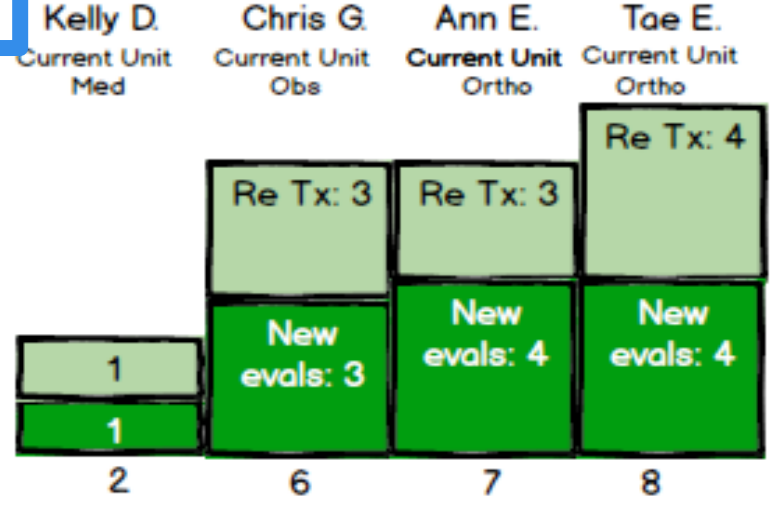 Kelly D.
Current Unit
Med
Chris G.
Current Unit
Obs
Ann E.
Current Unit
Ortho
Tae E.
Current Unit
Ortho
1
1
2
Re Tx: 3
New
evals: 3
6
Re Tx: 3
New
evals: 4
7
Re Tx: 4
New
evals: 4
8